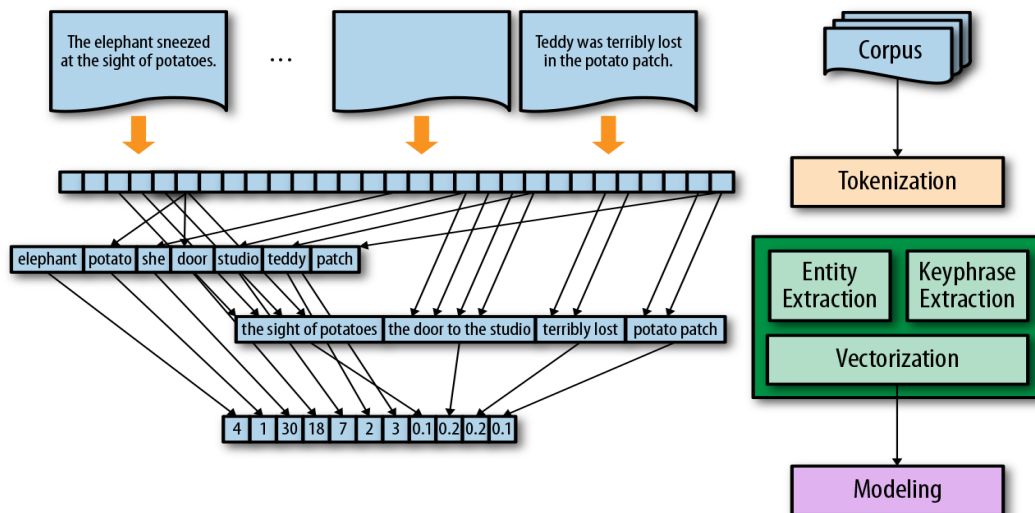 The elephant sneezed
at the sight of potatoes.
...
Teddy was terribly lost
in the potato patch.
Corpus
Tokenization
elephant potato she door studio teddy patch
Entity
Extraction
Keyphrase
Extraction
the sight of potatoes the door to the studio terribly lost potato patch
Vectorization
4 1 30 18 7 2 3 0.1 0.2 0.2 0.1
Modeling